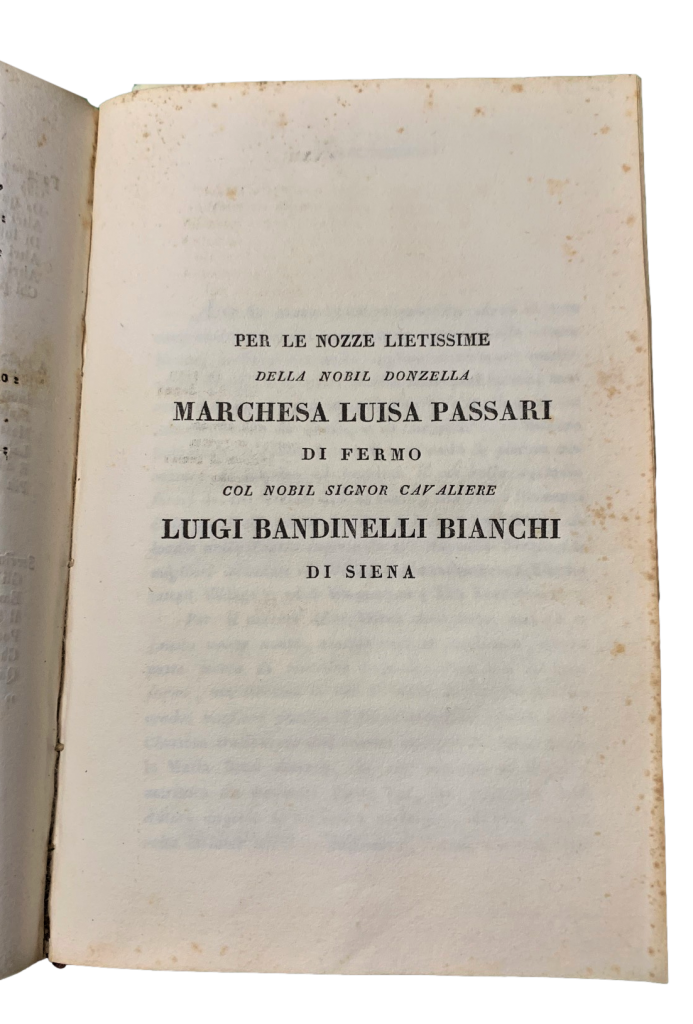 PER LE NOZZE LIETISSIME
DELLA NOBIL DONZELLA
MARCHESA LUISA PASSARI
DI FERMO
COL NOBIL SIGNOR CAVALIERE
LUIGI BANDINELLI BIANCHI
DI SIENA